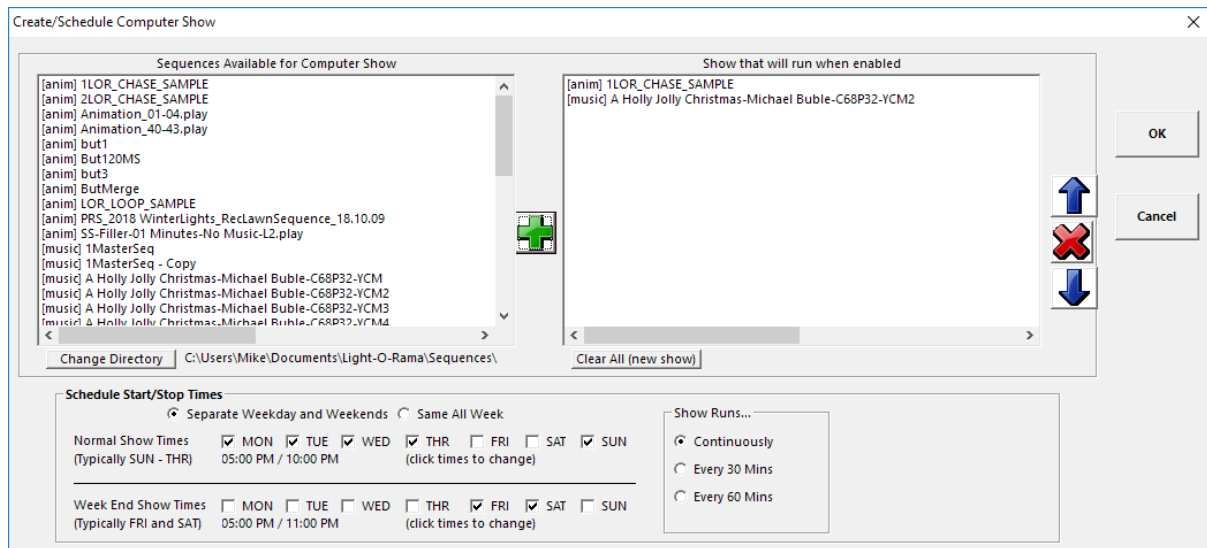 Create/Schedule Computer Show
Sequences Available for Computer Show
[anim] 1LOR_CHASE_SAMPLE
[anim] 2LOR_CHASE_SAMPLE
[anim] Animation_01-04.play
[anim] Animation_40-43.play
[anim] but1
[anim] But120MS
[anim] but3
[anim] ButMerge
[anim] LOR_LOOP_SAMPLE
[anim] PRS_2018 WinterLights_RecLawnSequence_18.10.09
[anim] SS-Filler-01 Minutes-No Music-L2.play
[music] 1MasterSeq
[music] 1MasterSeq - Copy
[music] A Holly Jolly Christmas-Michael Buble-C68P32-YCM
[music] A Holly Jolly Christmas-Michael Buble-C68P32-YCM2
[music] A Holly Jolly Christmas-Michael Buble-C68P32-YCM3
[music] A Holly Jolly Christmas-Michael Buble-C68P32-YCM4
Change Directory C:\Users\Mike\Documents\Light-O-Rama\Sequences\
Show that will run when enabled
[anim] 1LOR_CHASE_SAMPLE
[music] A Holly Jolly Christmas-Michael Buble-C68P32-YCM2
Clear All (new show)
OK
Cancel
Schedule Start/Stop Times
Separate Weekday and Weekends Same All Week
Normal Show Times MON TUE WED THR FRI SAT SUN
(Typically SUN - THR) 05:00 PM / 10:00 PM (click times to change)
Week End Show Times MON TUE WED THR FRI SAT SUN
(Typically FRI and SAT) 05:00 PM / 11:00 PM (click times to change)
Show Runs...
Continuously
Every 30 Mins
Every 60 Mins